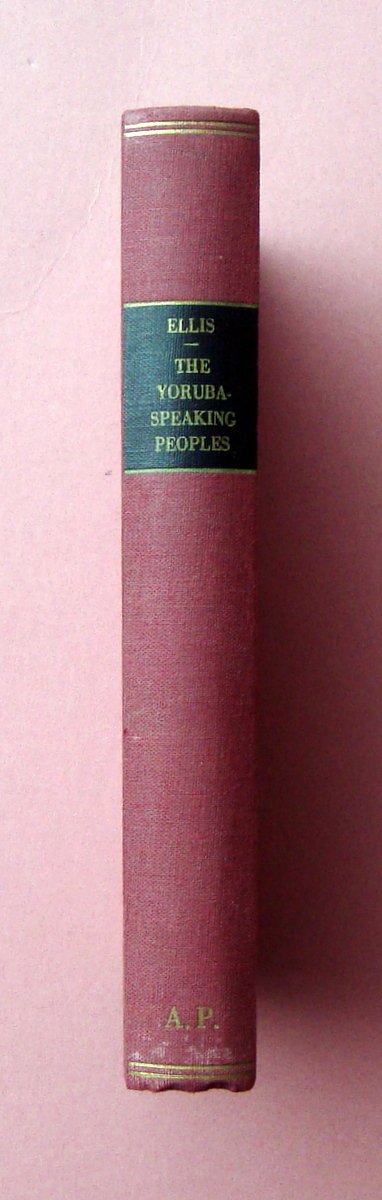 ELLIS
THE
YORUBA-
SPEAKING
PEOPLES
A.P.